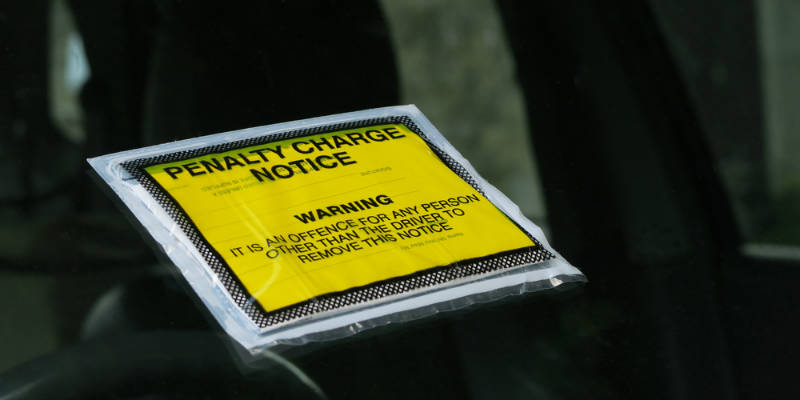 PENALTY CHARGE
NOTICE
WARNING
IT IS AN OFFENCE FOR ANY PERSON
OTHER THAN THE DRIVER TO
REMOVE THIS NOTICE